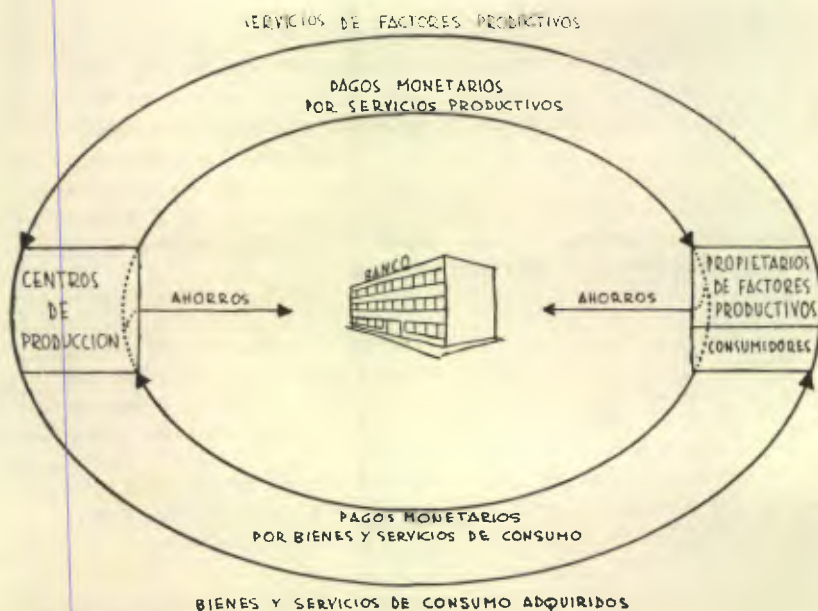 SERVICIOS DE FACTORES PRODUCTIVOS
PAGOS MONETARIOS
POR SERVICIOS PRODUCTIVOS
CENTROS
DE
PRODUCCION
AHORROS
BANCO
AHORROS
PROPIETARIOS
DE FACTORES
PRODUCTIVOS
CONSUMIDORES
PAGOS MONETARIOS
POR BIENES Y SERVICIOS DE CONSUMO
BIENES Y SERVICIOS DE CONSUMO ADQUIRIDOS